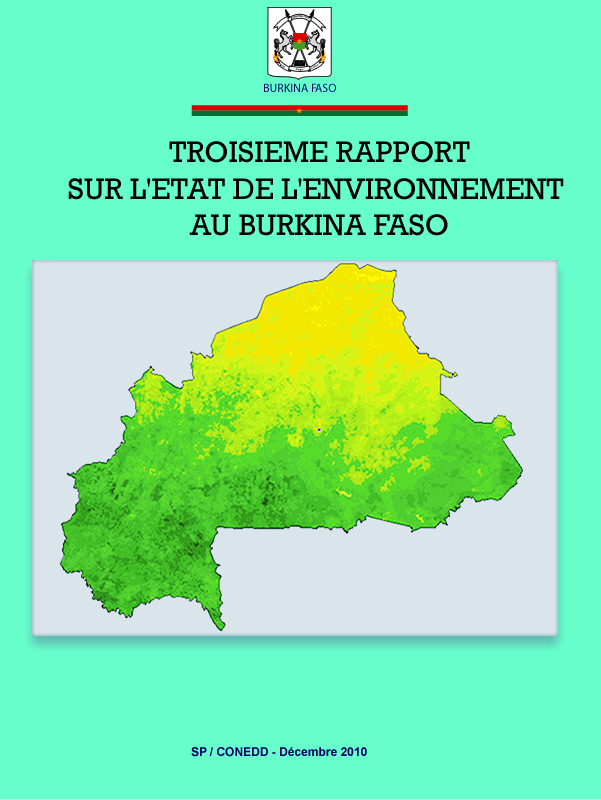 BURKINA FASO
TROISIEME RAPPORT
SUR L'ETAT DE L'ENVIRONNEMENT
AU BURKINA FASO
SP / CONEDD - Décembre 2010